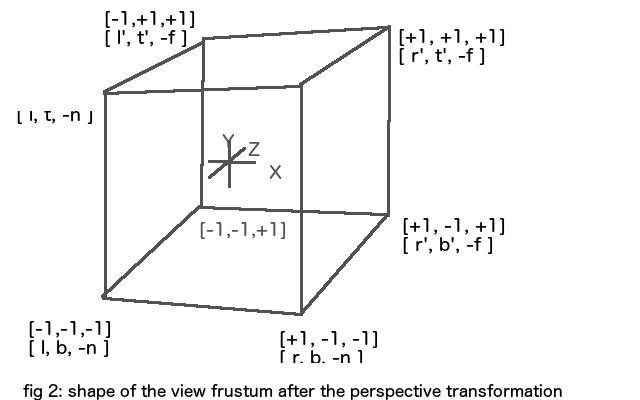 [-1,+1,+1]
[ l', t', -f ]
[+1, +1, +1]
[ r', t', -f ]
[ l, t, -n ]
Y
Z
X
[-1,-1,+1]
[+1, -1, +1]
[ r', b', -f ]
[-1,-1,-1]
[ l, b, -n ]
[+1, -1, -1]
[ r, b, -n ]
fig 2: shape of the view frustum after the perspective transformation